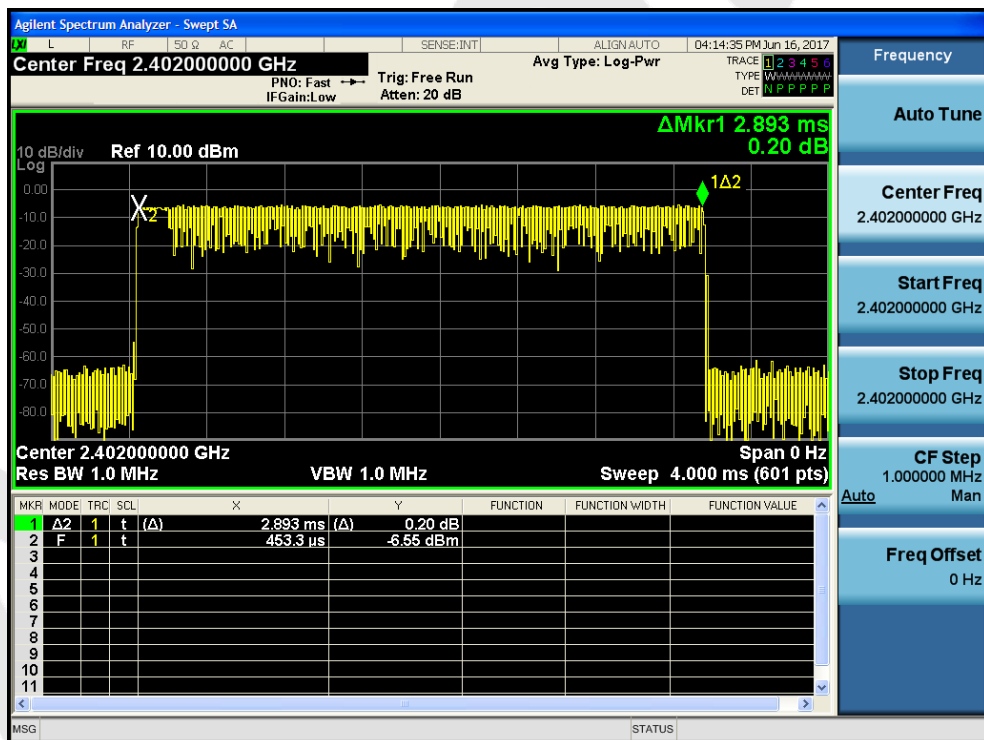 Agilent Spectrum Analyzer - Swept SA
LXI L RF 50 Ω AC SENSE:INT ALIGN AUTO 04:14:35 PM Jun 16, 2017
Center Freq 2.402000000 GHz
PNO: Fast
IFGain:Low
Trig: Free Run
Atten: 20 dB
Avg Type: Log-Pwr
TRACE 1 2 3 4 5 6
TYPE WWWWWW
DET N P P P P P
ΔMkr1 2.893 ms
0.20 dB
10 dB/div Ref 10.00 dBm
Log
0.00
-10.0
-20.0
-30.0
-40.0
-50.0
-60.0
-70.0
-80.0
X2
1Δ2
Center 2.402000000 GHz Span 0 Hz
Res BW 1.0 MHz VBW 1.0 MHz Sweep 4.000 ms (601 pts)
MKR MODE TRC SCL X Y FUNCTION FUNCTION WIDTH FUNCTION VALUE
1 Δ2 1 t (Δ) 2.893 ms (Δ) 0.20 dB
2 F 1 t 453.3 µs -6.55 dBm
3
4
5
6
7
8
9
10
11
MSG STATUS
Frequency
Auto Tune
Center Freq
2.402000000 GHz
Start Freq
2.402000000 GHz
Stop Freq
2.402000000 GHz
CF Step
1.000000 MHz
Auto Man
Freq Offset
0 Hz